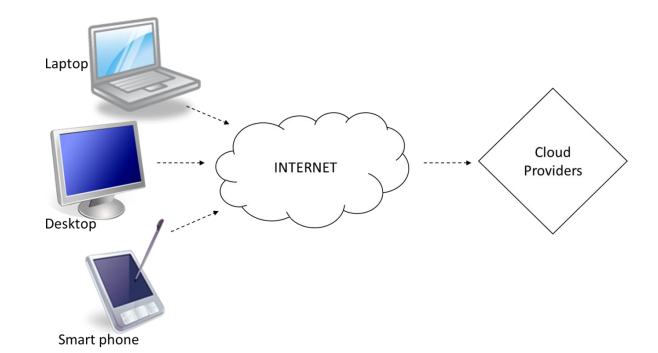 Laptop
Desktop
Smart phone
INTERNET
Cloud
Providers